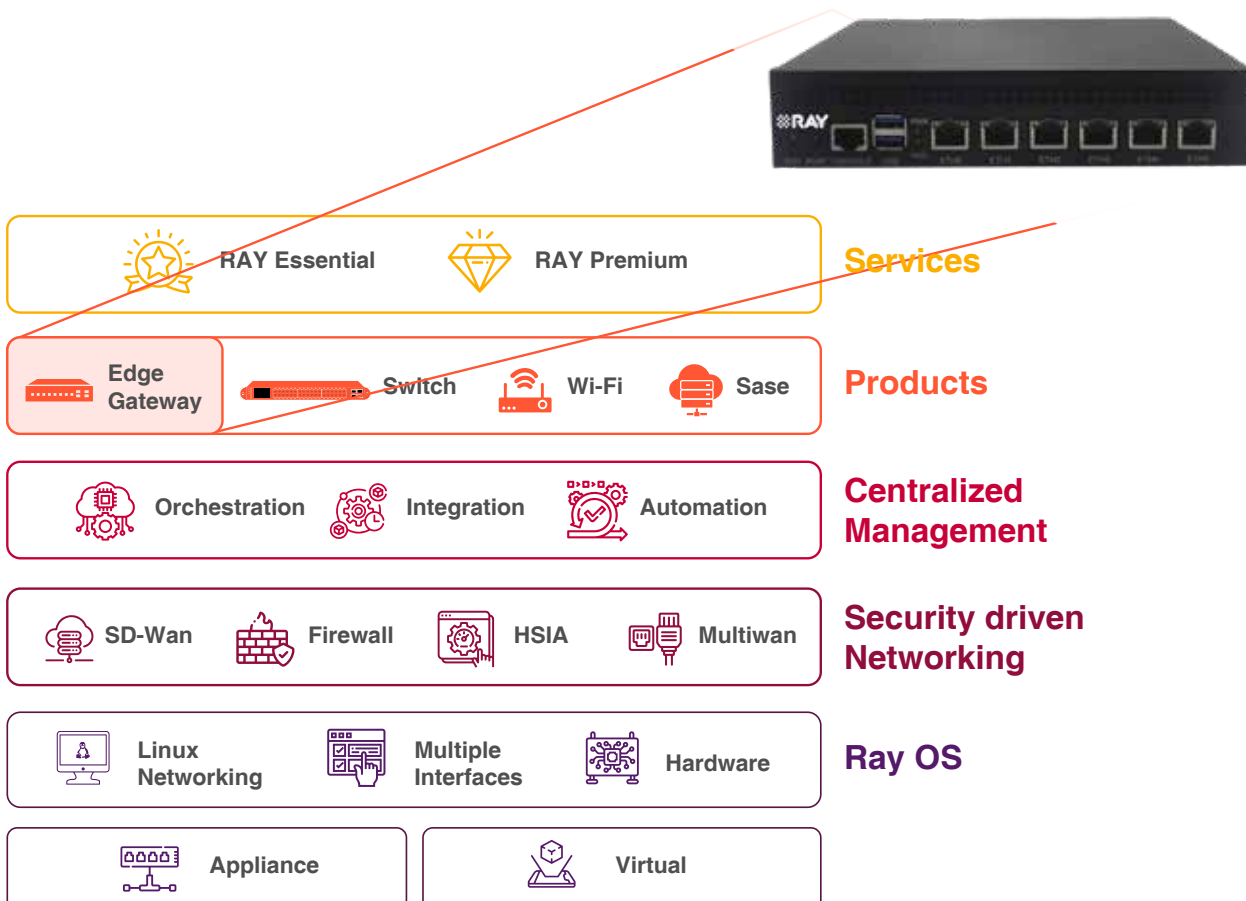 RAY
RAY Essential
RAY Premium
Services
Edge
Gateway
Switch
Wi-Fi
Sase
Products
Orchestration
Integration
Automation
Centralized
Management
SD-Wan
Firewall
HSIA
Multiwan
Security driven
Networking
Linux
Networking
Multiple
Interfaces
Hardware
Ray OS
Appliance
Virtual